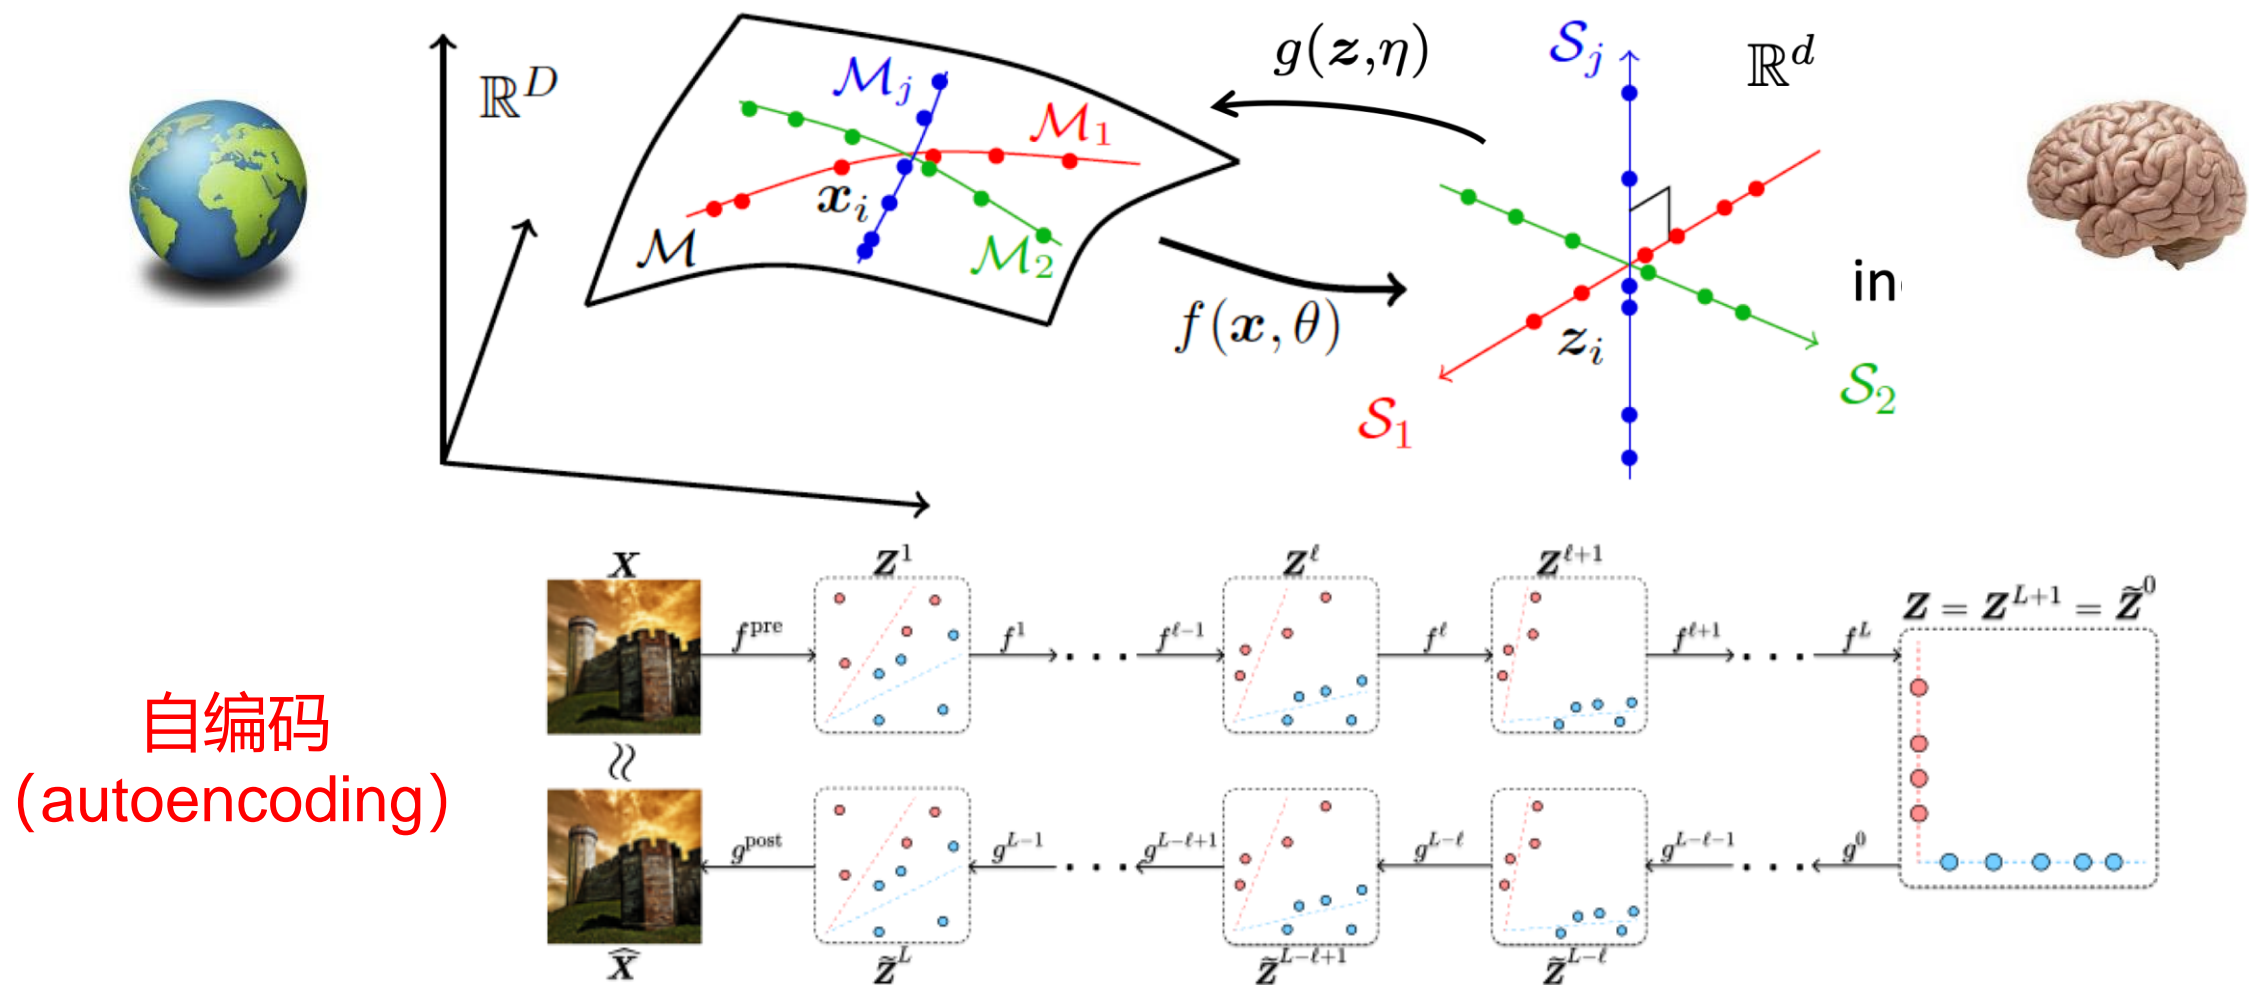 ℝ^D
𝓜_j
𝓜_1
x_i
𝓜
𝓜_2
g(z,η)
f(x, θ)
𝓢_j
ℝ^d
z_i
𝓢_1
𝓢_2
in
X
Z^1
Z^ℓ
Z^{ℓ+1}
Z = Z^{L+1} = Z̃^0
f^{pre}
f^1
· · ·
f^{ℓ−1}
f^ℓ
f^{ℓ+1}
· · ·
f^L
自编码
(autoencoding)
≈
g^{post}
g^{L−1}
· · ·
g^{L−ℓ+1}
g^{L−ℓ}
g^{L−ℓ−1}
· · ·
g^0
X̂
Z̃^L
Z̃^{L−ℓ+1}
Z̃^{L−ℓ}